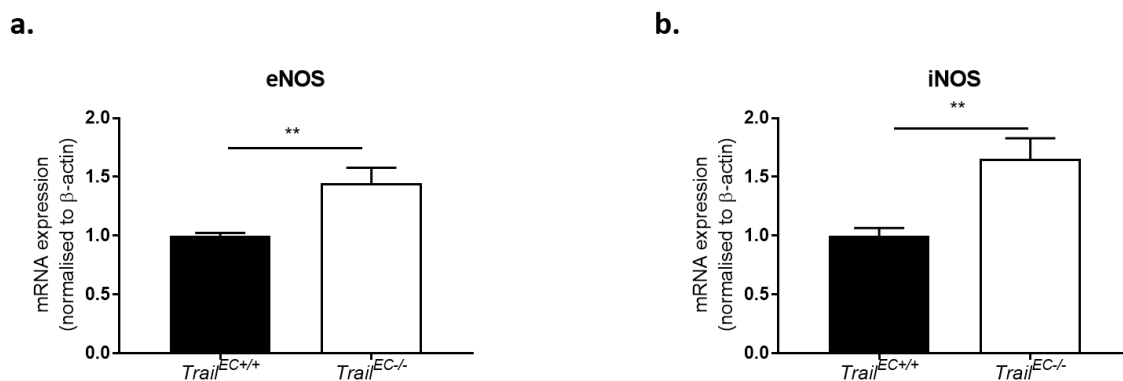 a.
eNOS
**
mRNA expression
(normalised to β-actin)
2.0
1.5
1.0
0.5
0.0
Trail^EC+/+ Trail^EC-/-
b.
iNOS
**
mRNA expression
(normalised to β-actin)
2.0
1.5
1.0
0.5
0.0
Trail^EC+/+ Trail^EC-/-